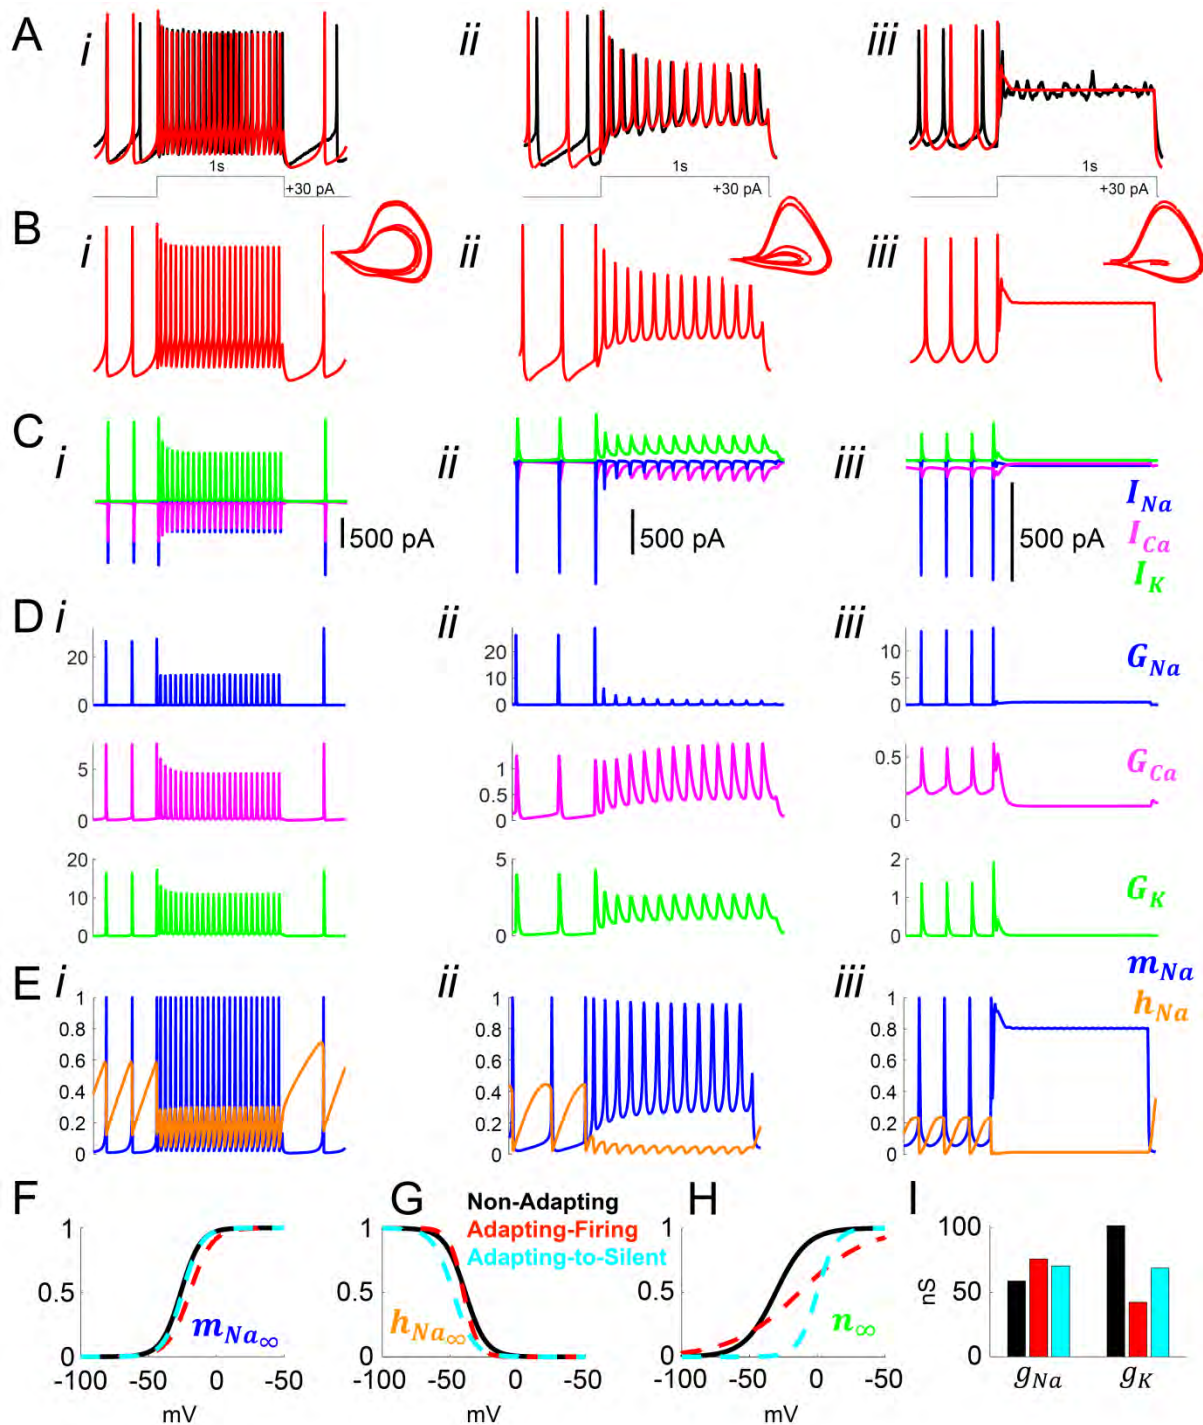 A i ii iii
1s 1s 1s
+30 pA +30 pA +30 pA
B i ii iii
C i ii iii
500 pA 500 pA 500 pA
I_Na
I_Ca
I_K
D i ii iii
20 20 10
10
0 0 5
0
G_Na
5 1 0.5
0.5
0 0 0
G_Ca
20 5 2
10 1
0 0 0
G_K
E i ii iii
m_Na
h_Na
1 1 1
0.8 0.8 0.8
0.6 0.6 0.6
0.4 0.4 0.4
0.2 0.2 0.2
0 0 0
F G H I
Non-Adapting
Adapting-Firing
Adapting-to-Silent
1 1 1 100
0.5 0.5 0.5 50
0 0 0 0
nS
m_Na∞ h_Na∞ n∞
-100 -50 0 -50 -100 -50 0 -50 -100 -50 0 -50
g_Na g_K
mV mV mV